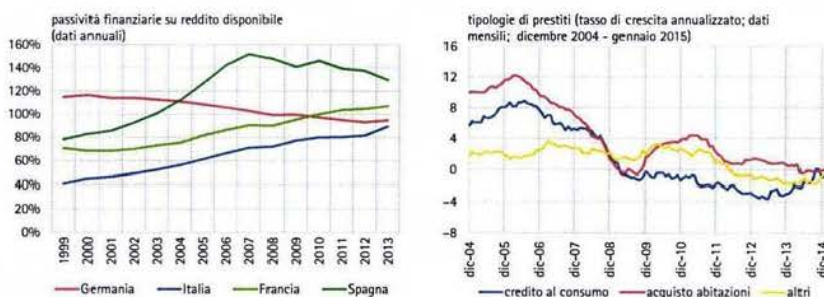 passività finanziarie su reddito disponibile
(dati annuali)
160%
140%
120%
100%
80%
60%
40%
20%
0%
1999
2000
2001
2002
2003
2004
2005
2006
2007
2008
2009
2010
2011
2012
2013
Germania
Italia
Francia
Spagna
tipologie di prestiti (tasso di crescita annualizzato; dati
mensili; dicembre 2004 - gennaio 2015)
16
12
8
4
0
−4
−8
dic-04
dic-05
dic-06
dic-07
dic-08
dic-09
dic-10
dic-11
dic-12
dic-13
dic-14
credito al consumo
acquisto abitazioni
altri